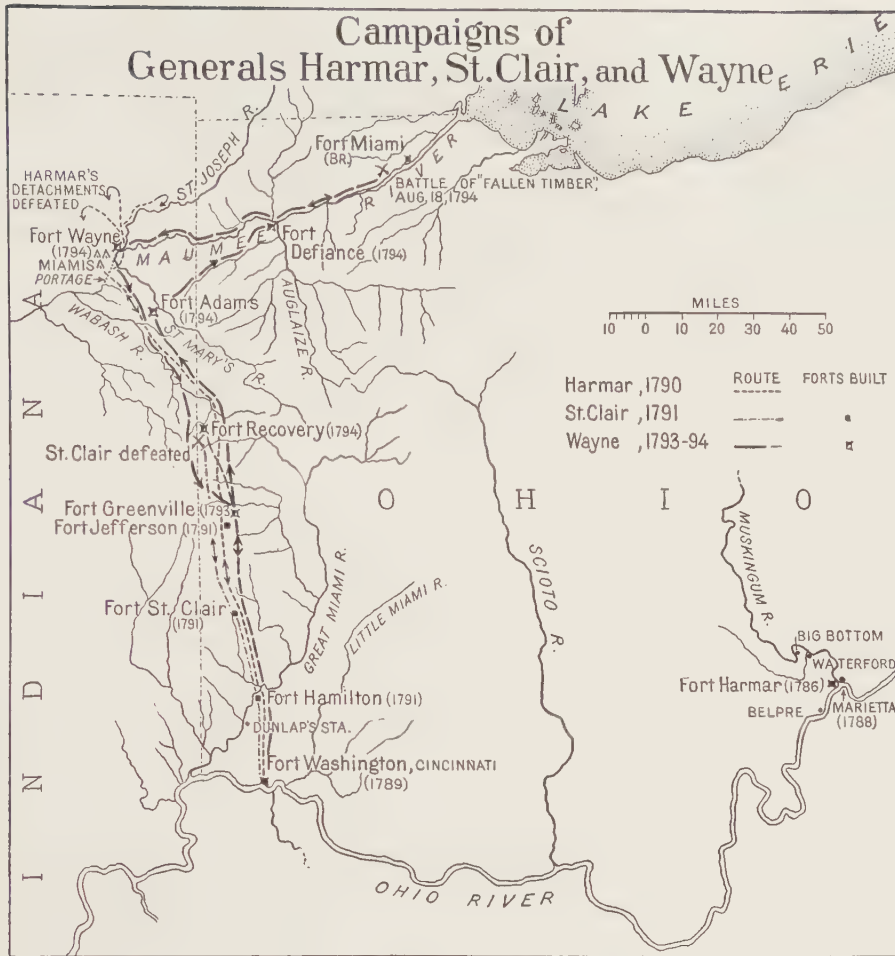 Campaigns of
Generals Harmar, St. Clair, and Wayne
LAKE ERIE
ST. JOSEPH R.
Fort Miami
(BR.)
HARMAR'S
DETACHMENTS
DEFEATED
BATTLE OF "FALLEN TIMBER",
AUG. 18, 1794
Fort Wayne
(1794)
MIAMIS
PORTAGE
MAUMEE RIVER
Fort
Defiance (1794)
Fort Adams
(1794)
AUGLAIZE R.
WABASH R.
ST MARY'S R.
MILES
10 0 10 20 30 40 50
ROUTE FORTS BUILT
Harmar, 1790
St. Clair, 1791
Wayne, 1793-94
Fort Recovery (1794)
St. Clair defeated
INDIANA
OHIO
Fort Greenville (1793
Fort Jefferson (1791)
MUSKINGUM R.
SCIOTO R.
GREAT MIAMI R.
LITTLE MIAMI R.
Fort St. Clair
(1791)
BIG BOTTOM
WATERFORD
Fort Harmar (1786)
BELPRE
MARIETTA
(1788)
Fort Hamilton (1791)
DUNLAP'S STA.
Fort Washington, CINCINNATI
(1789)
OHIO RIVER